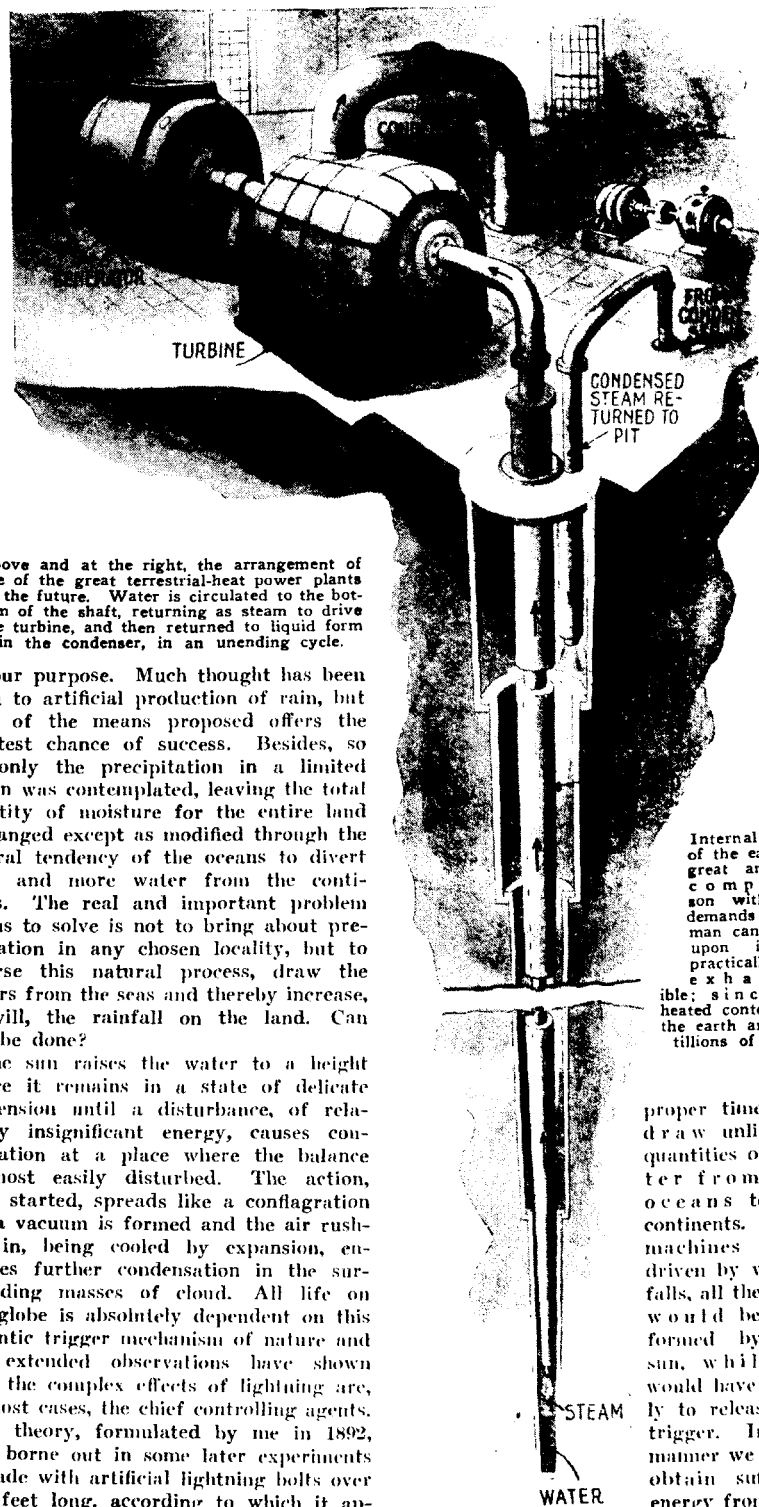 GENERATOR
TURBINE
FROM
CONDEN-
CONDENSED
STEAM RE-
TURNED TO
PIT
STEAM
WATER
ove and at the right, the arrangement of
e of the great terrestrial-heat power plants
the future. Water is circulated to the bot-
m of the shaft, returning as steam to drive
e turbine, and then returned to liquid form
in the condenser, in an unending cycle.
our purpose. Much thought has been
n to artificial production of rain, but
of the means proposed offers the
test chance of success. Besides, so
only the precipitation in a limited
n was contemplated, leaving the total
tity of moisture for the entire land
anged except as modified through the
ral tendency of the oceans to divert
and more water from the conti-
s. The real and important problem
us to solve is not to bring about pre-
ation in any chosen locality, but to
rse this natural process, draw the
rs from the seas and thereby increase,
will, the rainfall on the land. Can
be done?
he sun raises the water to a height
re it remains in a state of delicate
ension until a disturbance, of rela-
y insignificant energy, causes con-
ation at a place where the balance
most easily disturbed. The action,
started, spreads like a conflagration
a vacuum is formed and the air rush-
in, being cooled by expansion, en-
es further condensation in the sur-
ding masses of cloud. All life on
globe is absolutely dependent on this
ntic trigger mechanism of nature and
extended observations have shown
the complex effects of lightning are,
nost cases, the chief controlling agents.
theory, formulated by me in 1892,
borne out in some later experiments
ade with artificial lightning bolts over
feet long, according to which it ap-
Internal
of the ea
great an
comp
son with
demands
man can
upon i
practicall
exha
ible; sinc
heated conte
the earth ar
tillions of
proper time
draw unli
quantities o
ter from
oceans to
continents.
machines
driven by w
falls, all the
would be
formed by
sun, whil
would have
ly to releas
trigger. In
manner we
obtain suf
energy from